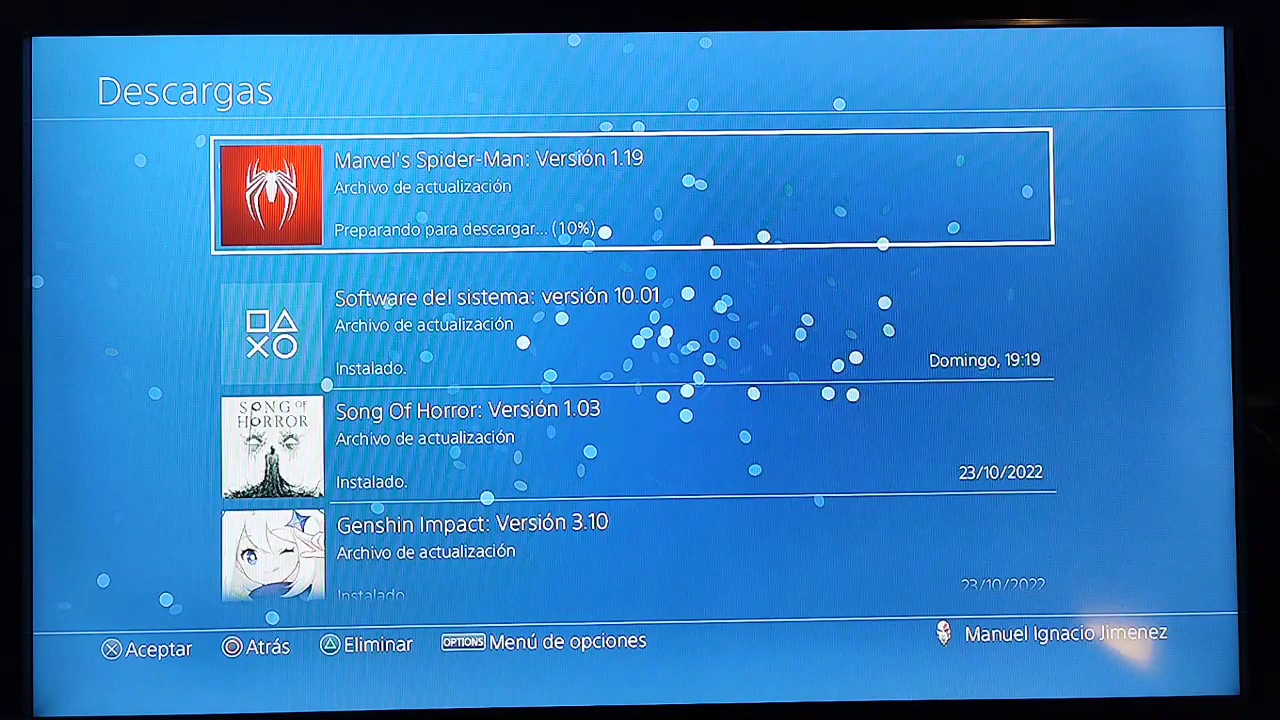 Descargas
Marvel's Spider-Man: Versión 1.19
Archivo de actualización
Preparando para descargar... (10%)
Software del sistema: versión 10.01
Archivo de actualización
Instalado.
Domingo, 19:19
SONG OF
HORROR
Song Of Horror: Versión 1.03
Archivo de actualización
Instalado.
23/10/2022
Genshin Impact: Versión 3.10
Archivo de actualización
Instalado
23/10/2022
Aceptar
Atrás
Eliminar
OPTIONS Menú de opciones
Manuel Ignacio Jimenez